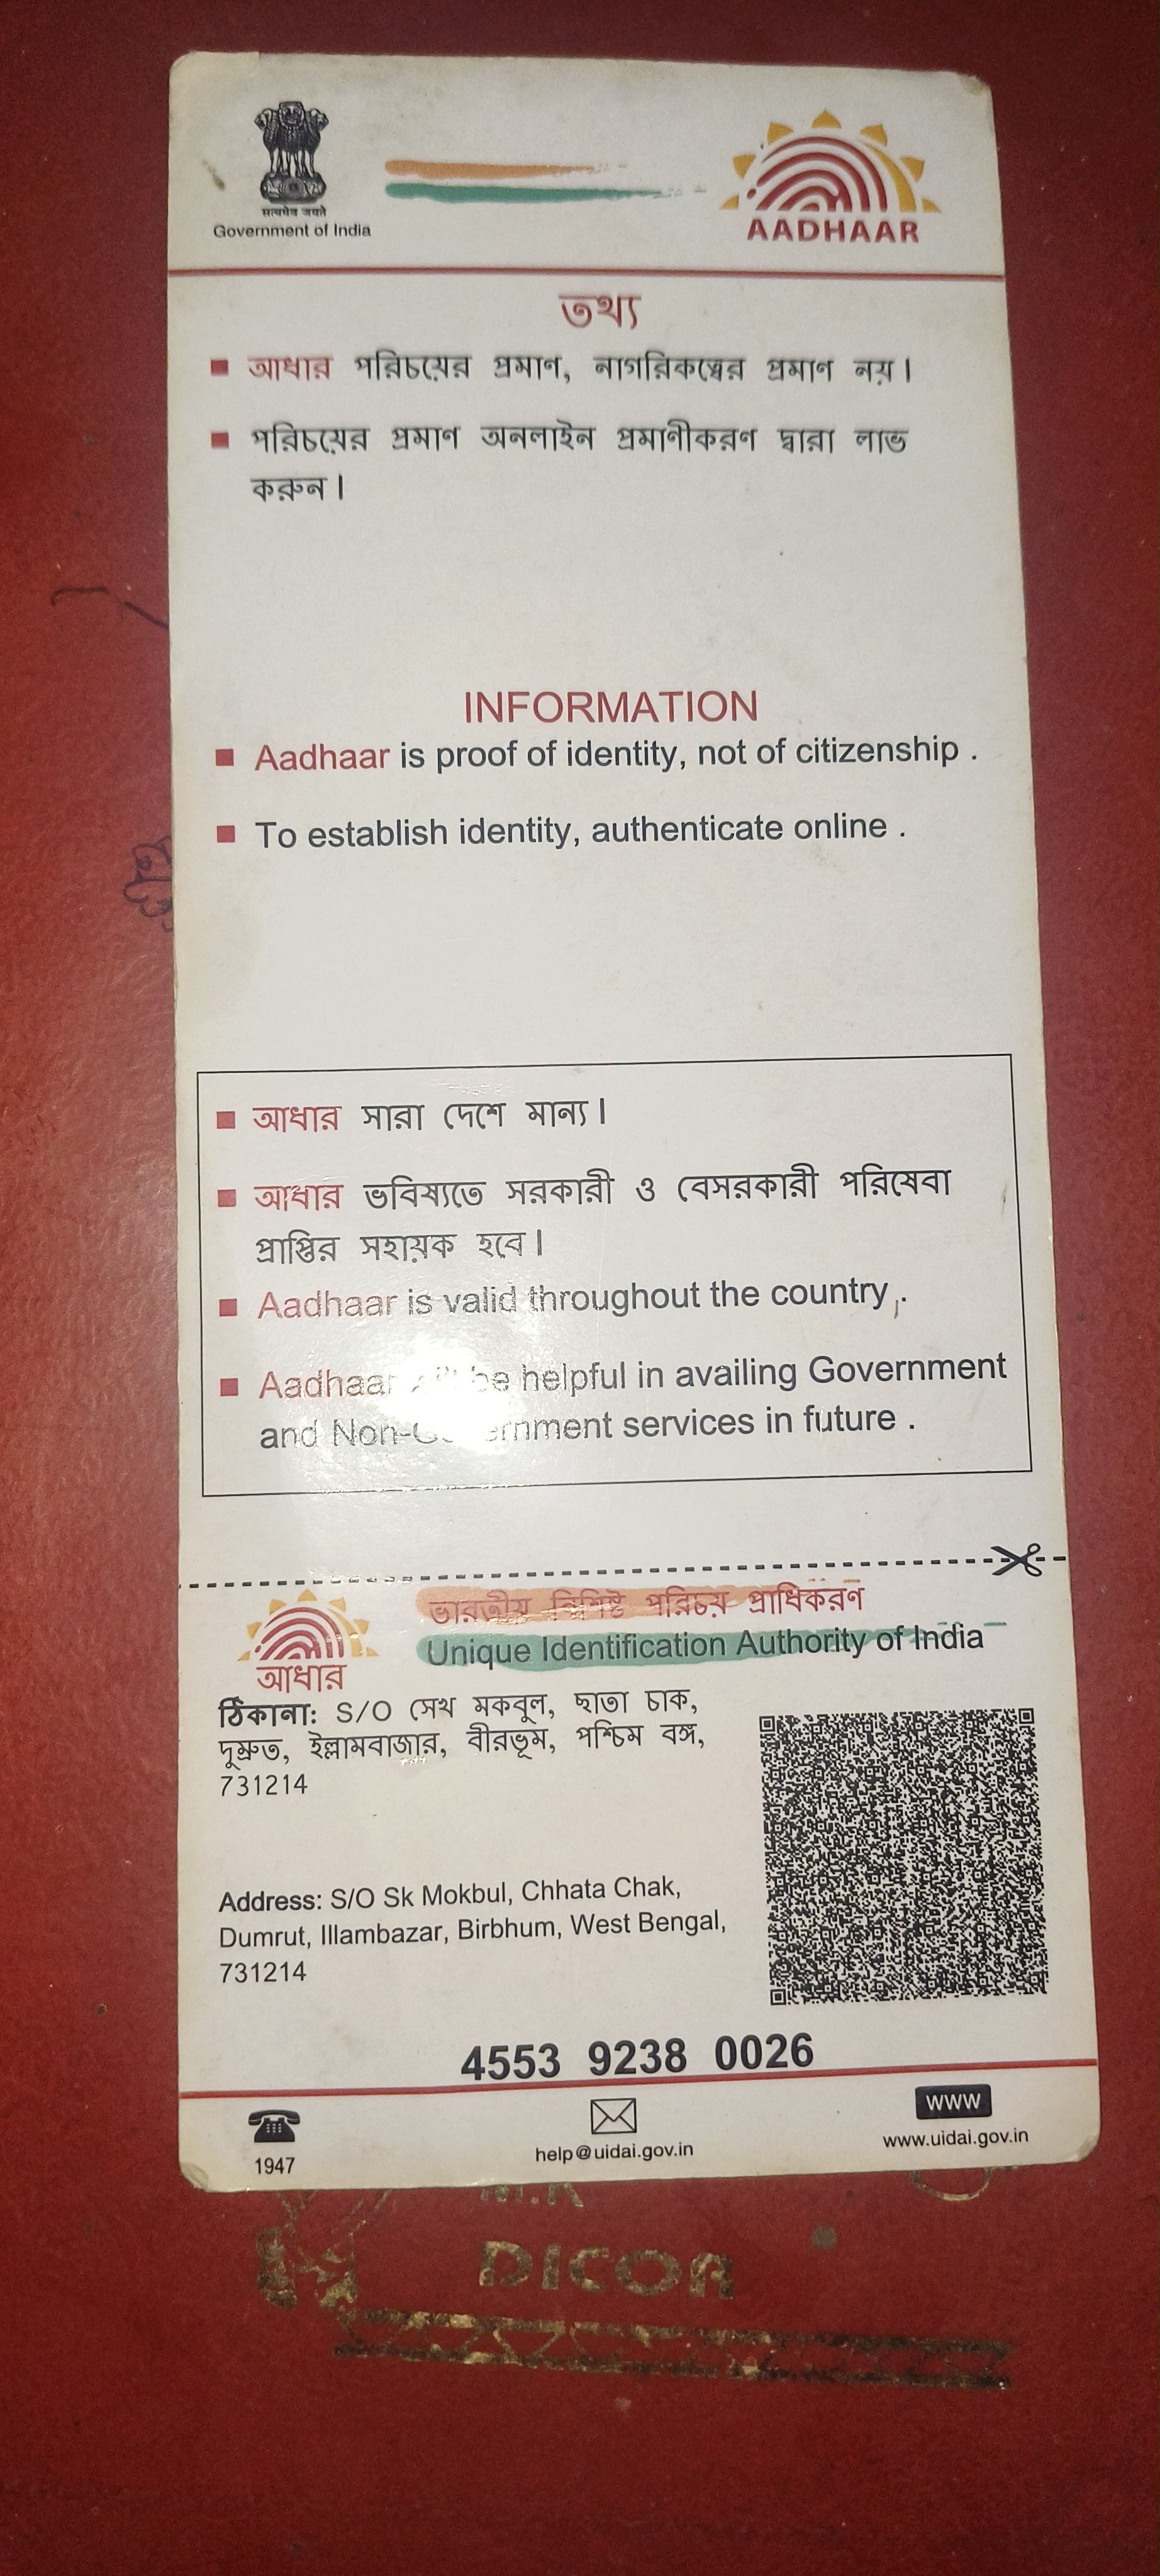 सत्यमेव जयते
Government of India
AADHAAR
তথ্য
আধার পরিচয়ের প্রমাণ, নাগরিকত্বের প্রমাণ নয়।
পরিচয়ের প্রমাণ অনলাইন প্রমাণীকরণ দ্বারা লাভ
করুন।
INFORMATION
Aadhaar is proof of identity, not of citizenship .
To establish identity, authenticate online .
আধার সারা দেশে মান্য।
আধার ভবিষ্যতে সরকারী ও বেসরকারী পরিষেবা
প্রাপ্তির সহায়ক হবে।
Aadhaar is valid throughout the country .
Aadhaar will be helpful in availing Government
and Non-Government services in future .
ভারতীয় বিশিষ্ট পরিচয় প্রাধিকরণ
Unique Identification Authority of India
আধার
ঠিকানা: S/O সেখ মকবুল, ছাতা চাক,
দুম্রুত, ইল্লামবাজার, বীরভূম, পশ্চিম বঙ্গ,
731214
Address: S/O Sk Mokbul, Chhata Chak,
Dumrut, Illambazar, Birbhum, West Bengal,
731214
4553 9238 0026
1947
help@uidai.gov.in
www
www.uidai.gov.in
DICOR